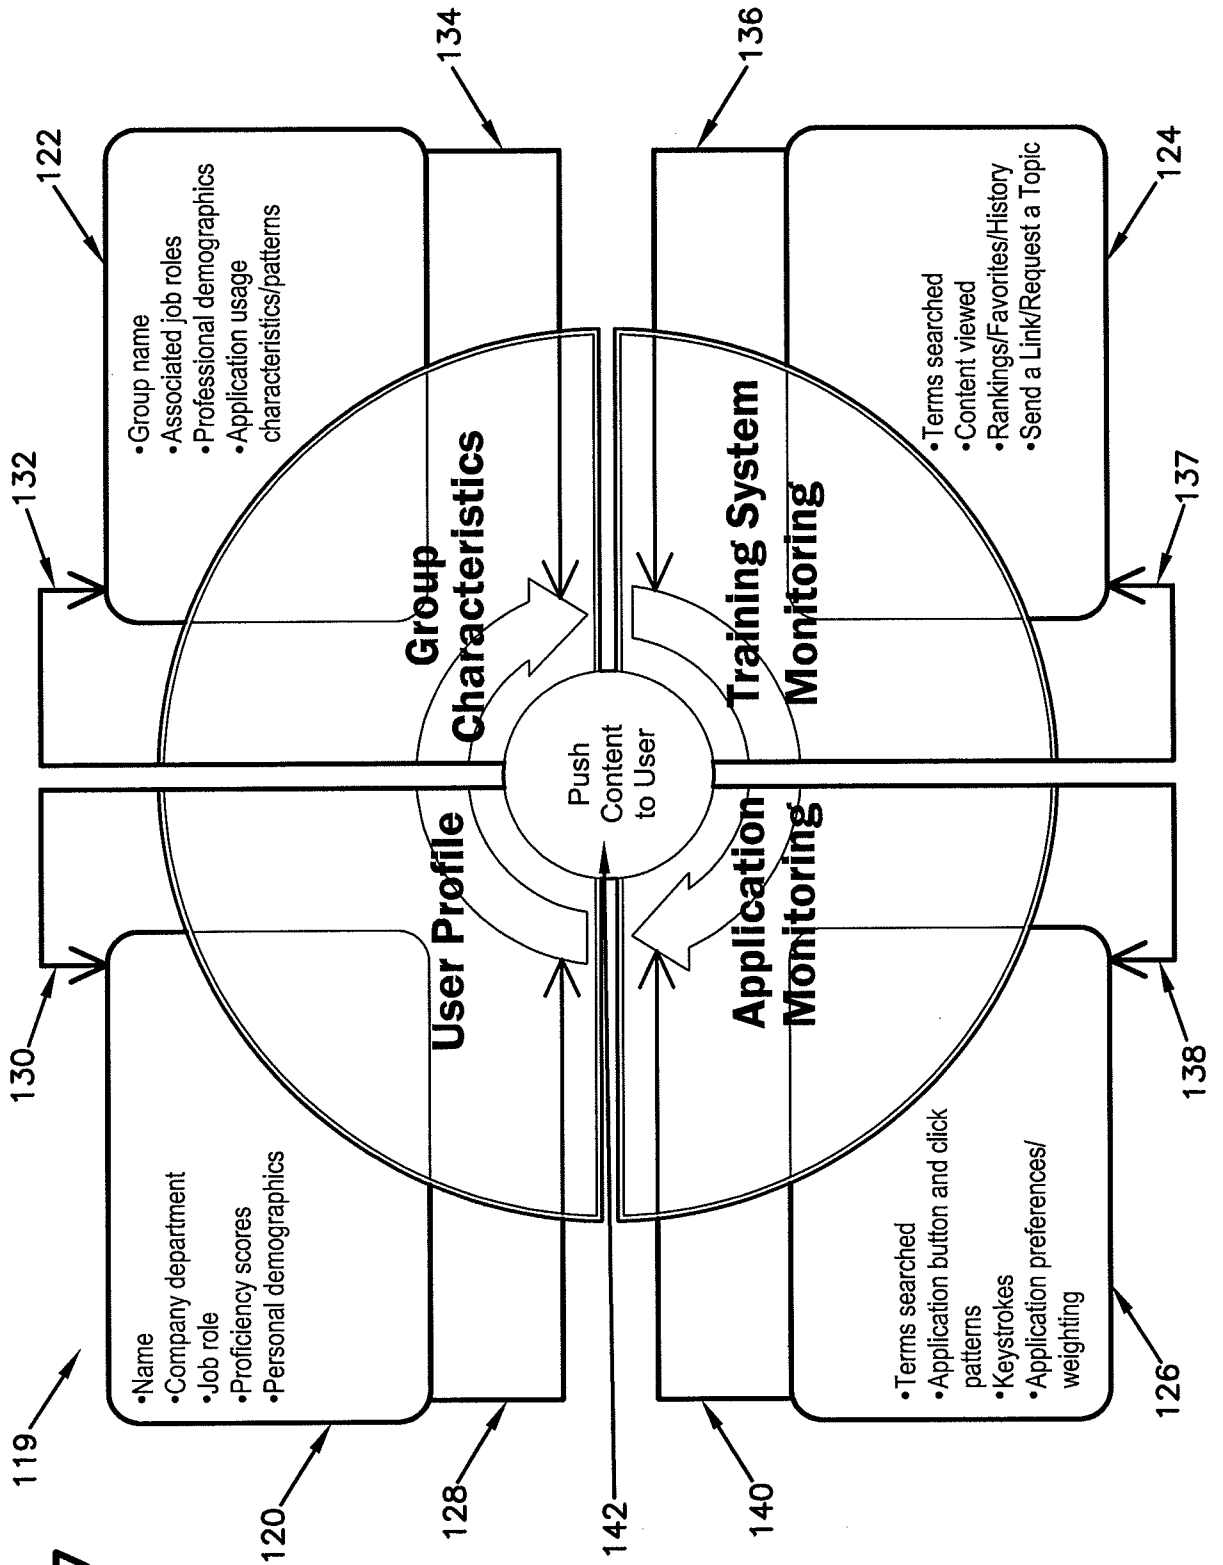 119
130
132
122
•Name
•Company department
•Job role
•Proficiency scores
•Personal demographics
•Group name
•Associated job roles
•Professional demographics
•Application usage
characteristics/patterns
120
128
134
User Profile
Group
Characteristics
142
Push
Content
to User
140
136
Application
Monitoring
Training System
Monitoring
•Terms searched
•Application button and click
patterns
•Keystrokes
•Application preferences/
weighting
•Terms searched
•Content viewed
•Rankings/Favorites/History
•Send a Link/Request a Topic
126
138
137
124
7